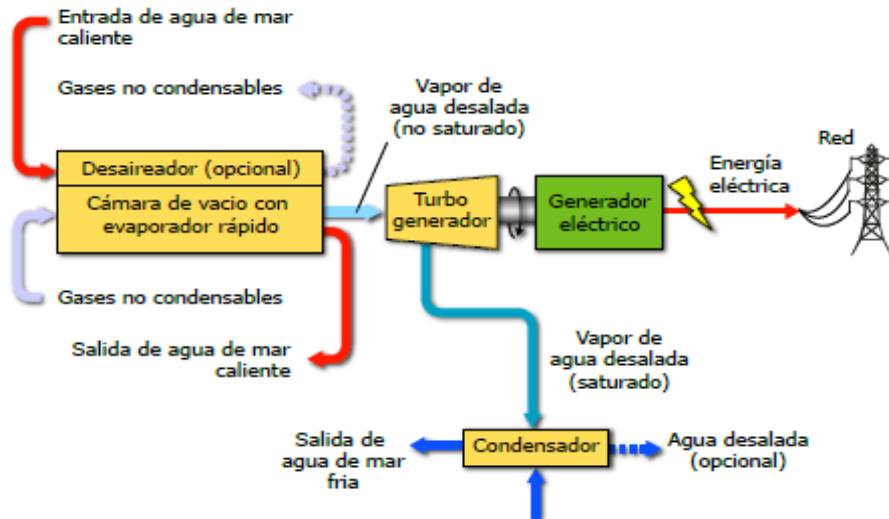 Entrada de agua de mar
caliente
Gases no condensables
Vapor de
agua desalada
(no saturado)
Red
Energía
eléctrica
Desaireador (opcional)
Cámara de vacio con
evaporador rápido
Turbo
generador
Generador
eléctrico
Gases no condensables
Salida de agua de mar
caliente
Vapor de
agua desalada
(saturado)
Salida de
agua de mar
fria
Condensador
Agua desalada
(opcional)